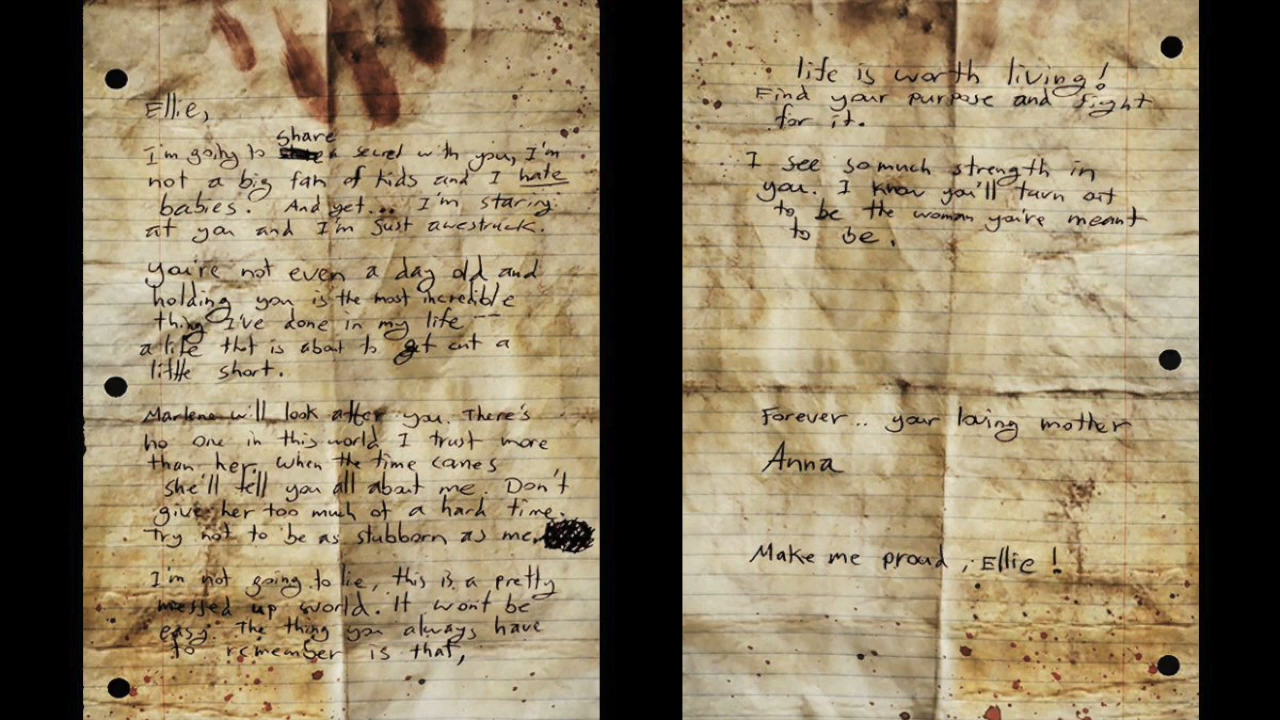 Ellie,
share
I'm going to a secret with you, I'm
not a big fan of kids and I hate
babies. And yet... I'm staring
at you and I'm just awestruck.
You're not even a day old and
holding you is the most incredible
thing I've done in my life --
a life that is about to get cut a
little short.
Marlene will look after you. There's
no one in this world I trust more
than her. When the time comes
she'll tell you all about me. Don't
give her too much of a hard time.
Try not to be as stubborn as me.
I'm not going to lie, this is a pretty
messed up world. It won't be
easy. The thing you always have
to remember is that,
life is worth living!
Find your purpose and fight
for it.
I see so much strength in
you. I know you'll turn out
to be the woman you're meant
to be.
Forever.. your loving mother
Anna
Make me proud, Ellie!